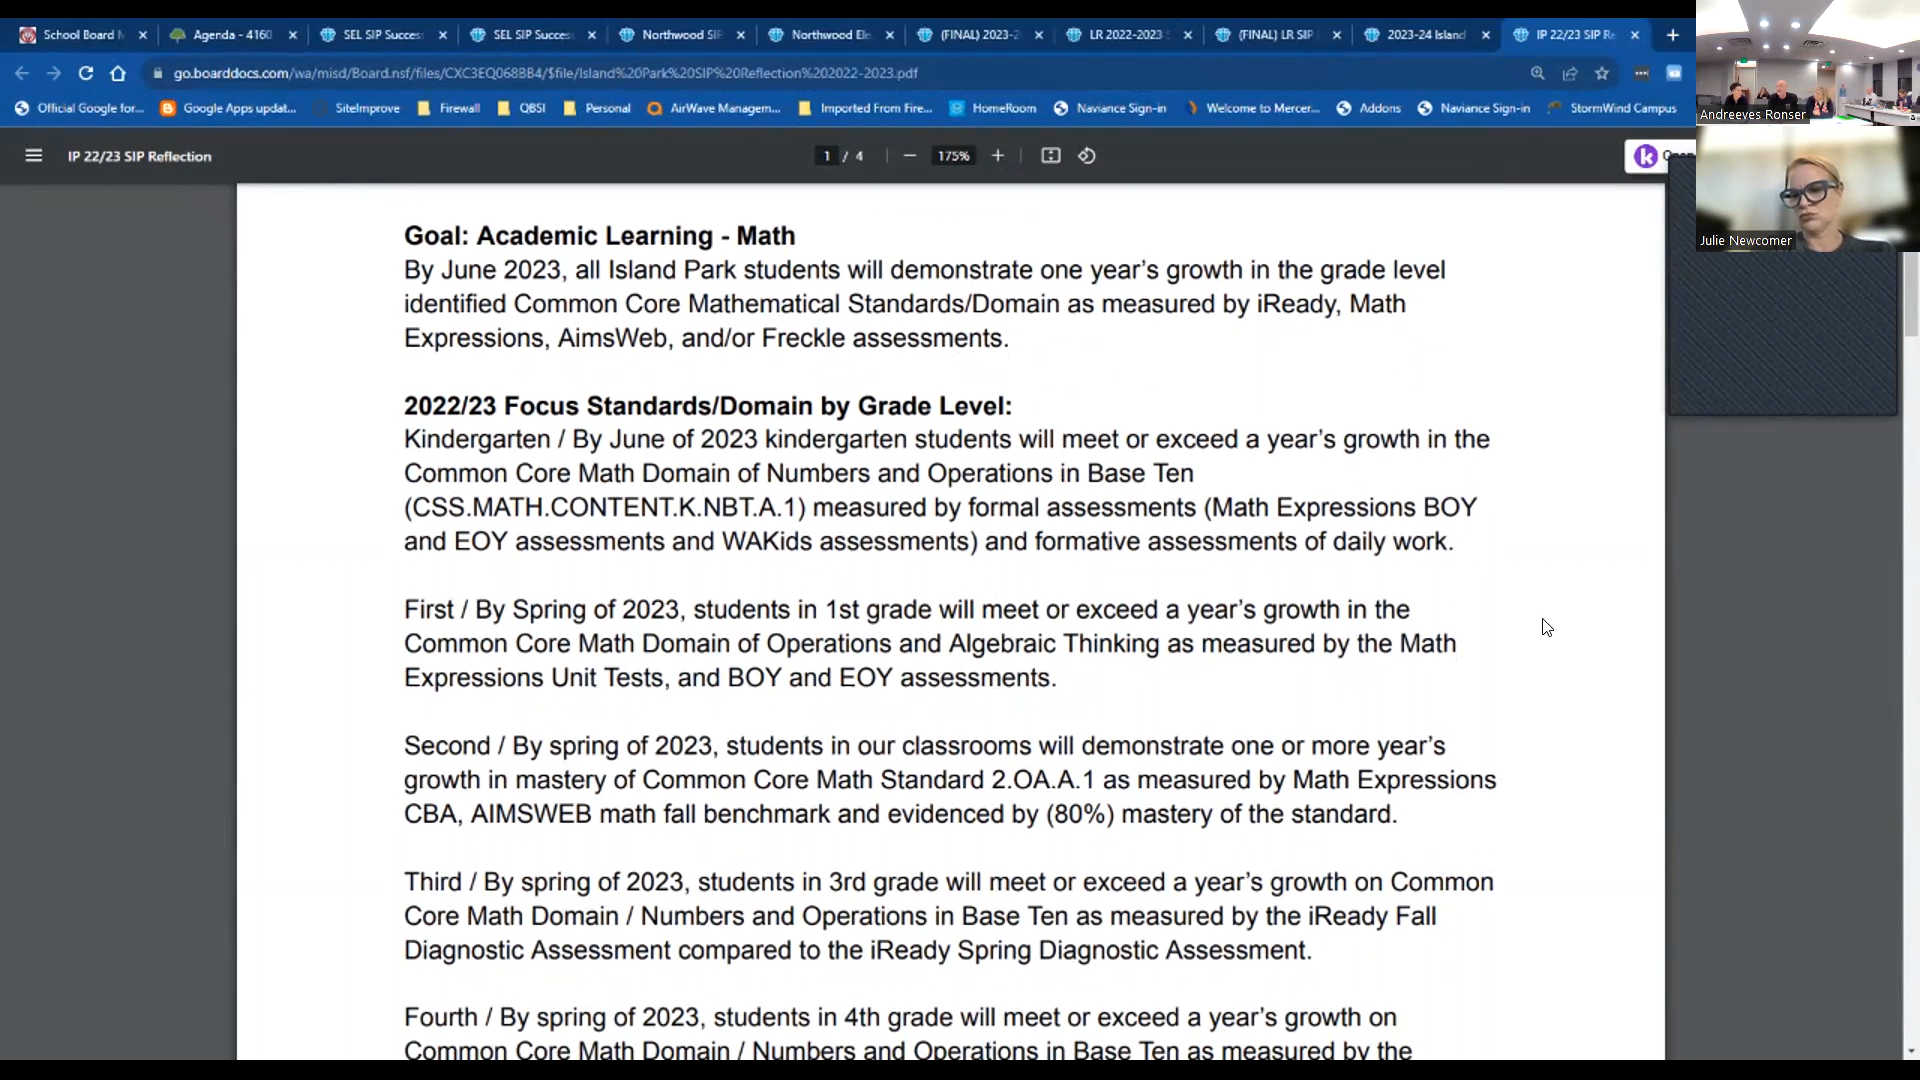 School Board
Agenda - 4160
SEL SIP Success
SEL SIP Succes
Northwood SIP
Northwood Ele
(FINAL) 2023-2
LR 2022-2023
(FINAL) LR SIP
2023-24 Island
IP 22/23 SIP Re
go.boarddocs.com/wa/misd/Board.nsf/files/CXC3EQ068BB4/$file/Island%20Park%20SIP%20Reflection%202022-2023.pdf
Official Google for...
Google Apps updat...
SiteImprove
Firewall
QBSI
Personal
AirWave Managem...
Imported From Fire...
HomeRoom
Naviance Sign-in
Welcome to Mercer...
Addons
Naviance Sign-in
StormWind Campus
Andreeves Ronser
Julie Newcomer
IP 22/23 SIP Reflection
1 / 4
175%
Goal: Academic Learning - Math
By June 2023, all Island Park students will demonstrate one year's growth in the grade level
identified Common Core Mathematical Standards/Domain as measured by iReady, Math
Expressions, AimsWeb, and/or Freckle assessments.
2022/23 Focus Standards/Domain by Grade Level:
Kindergarten / By June of 2023 kindergarten students will meet or exceed a year's growth in the
Common Core Math Domain of Numbers and Operations in Base Ten
(CSS.MATH.CONTENT.K.NBT.A.1) measured by formal assessments (Math Expressions BOY
and EOY assessments and WAKids assessments) and formative assessments of daily work.
First / By Spring of 2023, students in 1st grade will meet or exceed a year's growth in the
Common Core Math Domain of Operations and Algebraic Thinking as measured by the Math
Expressions Unit Tests, and BOY and EOY assessments.
Second / By spring of 2023, students in our classrooms will demonstrate one or more year's
growth in mastery of Common Core Math Standard 2.OA.A.1 as measured by Math Expressions
CBA, AIMSWEB math fall benchmark and evidenced by (80%) mastery of the standard.
Third / By spring of 2023, students in 3rd grade will meet or exceed a year's growth on Common
Core Math Domain / Numbers and Operations in Base Ten as measured by the iReady Fall
Diagnostic Assessment compared to the iReady Spring Diagnostic Assessment.
Fourth / By spring of 2023, students in 4th grade will meet or exceed a year's growth on
Common Core Math Domain / Numbers and Operations in Base Ten as measured by the